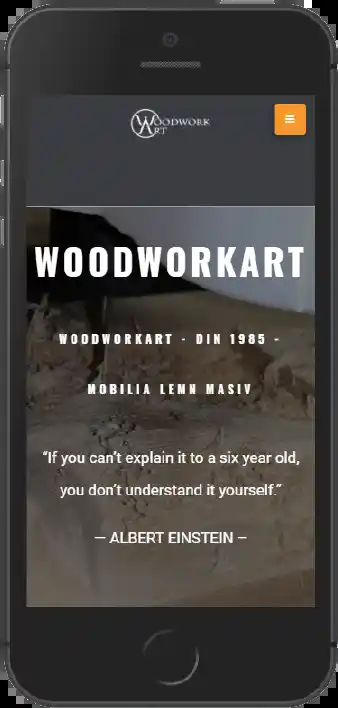 WOODWORK
ART
WOODWORKART
WOODWORKART - DIN 1985 -
MOBILIA LEMN MASIV
“If you can’t explain it to a six year old,
you don’t understand it yourself.”
— ALBERT EINSTEIN –